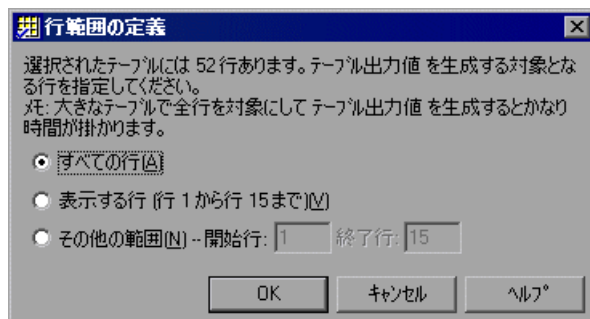 行範囲の定義
選択されたテーブルには 52 行あります。テーブル出力値 を生成する対象とな
る行を指定してください。
メモ: 大きなテーブルで全行を対象にして テーブル出力値 を生成するとかなり
時間が掛かります。
すべての行(A)
表示する行 (行 1 から行 15 まで)(V)
その他の範囲(N) -- 開始行: 1 終了行: 15
OK キャンセル ヘルプ